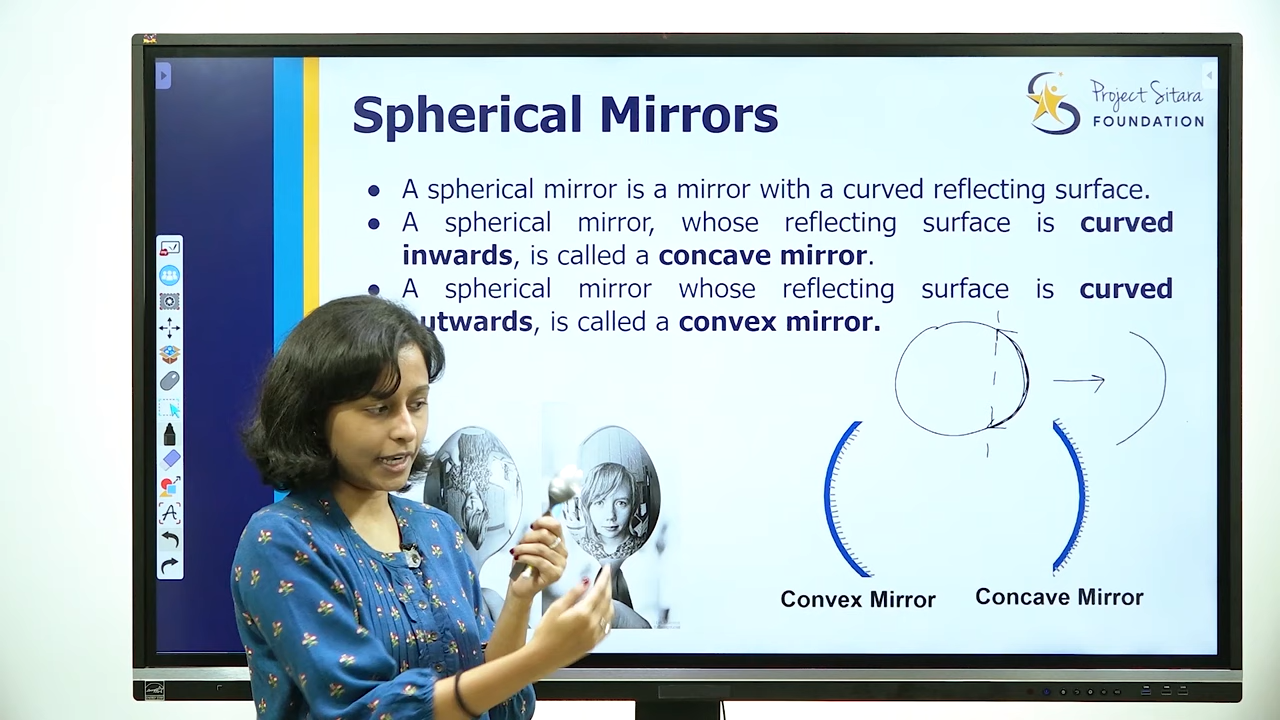 Spherical Mirrors
Project Sitara
FOUNDATION
● A spherical mirror is a mirror with a curved reflecting surface.
● A spherical mirror, whose reflecting surface is curved
inwards, is called a concave mirror.
● A spherical mirror whose reflecting surface is curved
utwards, is called a convex mirror.
Convex Mirror
Concave Mirror